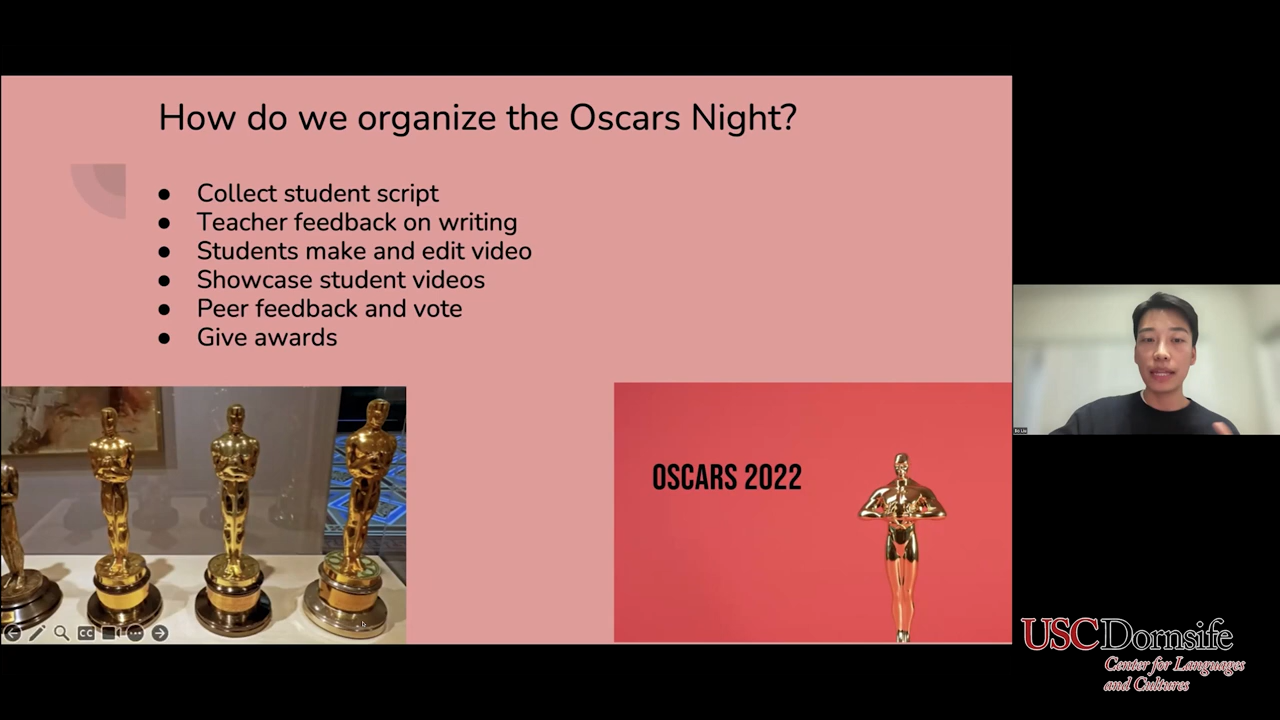 How do we organize the Oscars Night?
● Collect student script
● Teacher feedback on writing
● Students make and edit video
● Showcase student videos
● Peer feedback and vote
● Give awards
OSCARS 2022
CC
USC Dornsife
Center for Languages
and Cultures